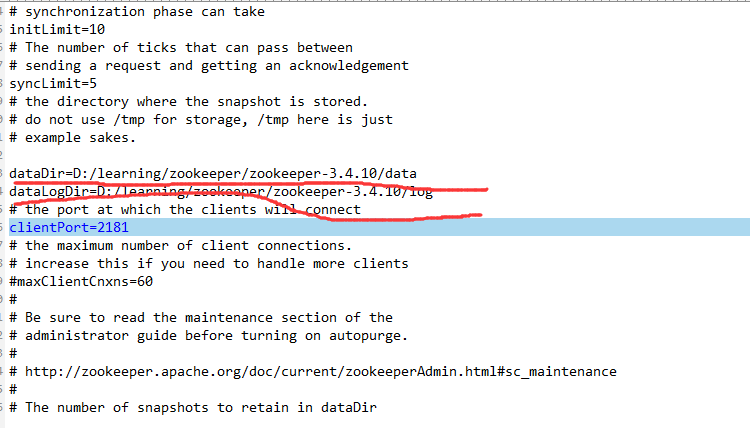 # synchronization phase can take
initLimit=10
# The number of ticks that can pass between
# sending a request and getting an acknowledgement
syncLimit=5
# the directory where the snapshot is stored.
# do not use /tmp for storage, /tmp here is just
# example sakes.
dataDir=D:/learning/zookeeper/zookeeper-3.4.10/data
dataLogDir=D:/learning/zookeeper/zookeeper-3.4.10/log
# the port at which the clients will connect
clientPort=2181
# the maximum number of client connections.
# increase this if you need to handle more clients
#maxClientCnxns=60
#
# Be sure to read the maintenance section of the
# administrator guide before turning on autopurge.
#
# http://zookeeper.apache.org/doc/current/zookeeperAdmin.html#sc_maintenance
#
# The number of snapshots to retain in dataDir